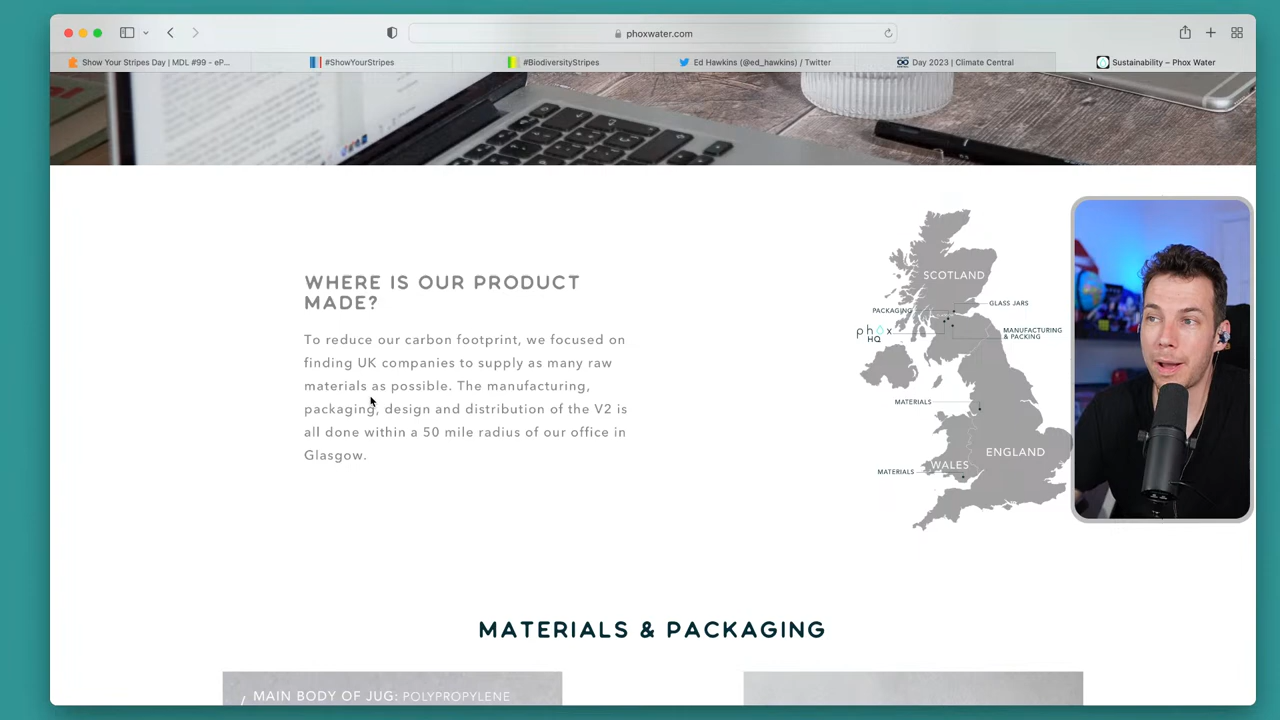 phoxwater.com
Show Your Stripes Day | MDL #99 - eP...
#ShowYourStripes
#BiodiversityStripes
Ed Hawkins (@ed_hawkins) / Twitter
Day 2023 | Climate Central
Sustainability – Phox Water
WHERE IS OUR PRODUCT
MADE?
To reduce our carbon footprint, we focused on
finding UK companies to supply as many raw
materials as possible. The manufacturing,
packaging, design and distribution of the V2 is
all done within a 50 mile radius of our office in
Glasgow.
SCOTLAND
GLASS JARS
PACKAGING
phox
HQ
MANUFACTURING
& PACKING
MATERIALS
ENGLAND
WALES
MATERIALS
MATERIALS & PACKAGING
MAIN BODY OF JUG: POLYPROPYLENE